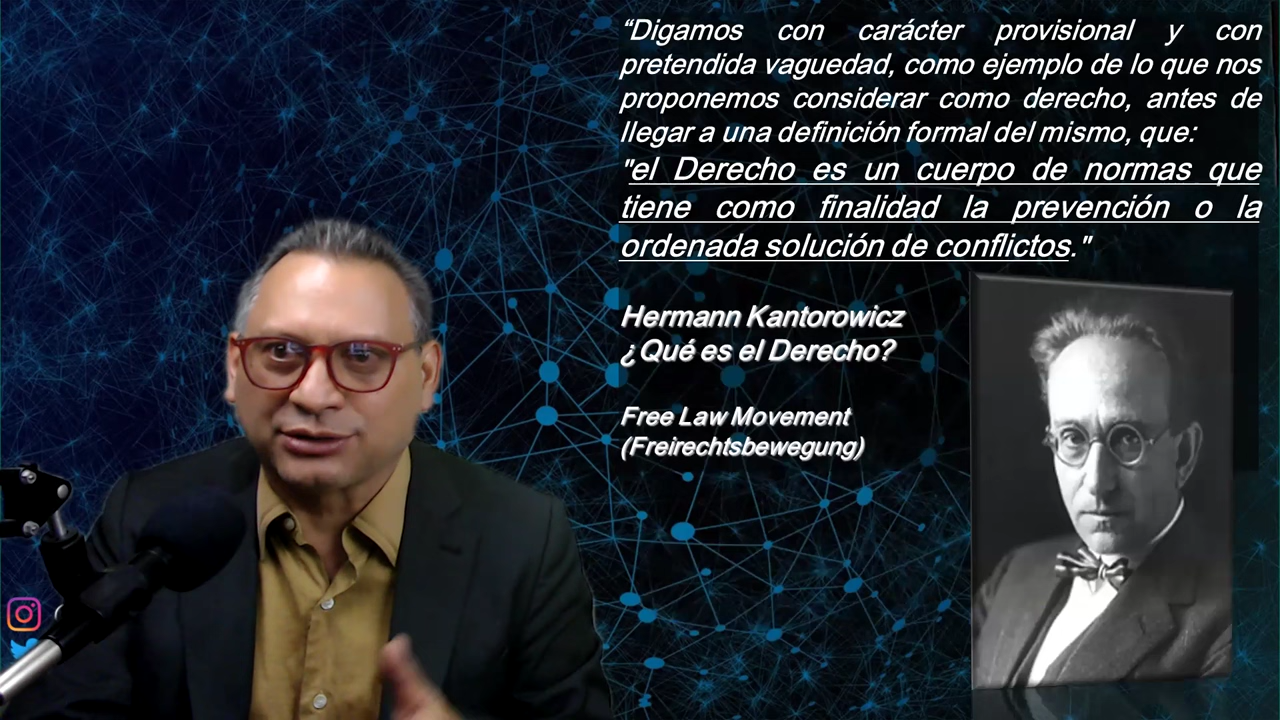 “Digamos con carácter provisional y con
pretendida vaguedad, como ejemplo de lo que nos
proponemos considerar como derecho, antes de
llegar a una definición formal del mismo, que:
"el Derecho es un cuerpo de normas que
tiene como finalidad la prevención o la
ordenada solución de conflictos."
Hermann Kantorowicz
¿Qué es el Derecho?
Free Law Movement
(Freirechtsbewegung)